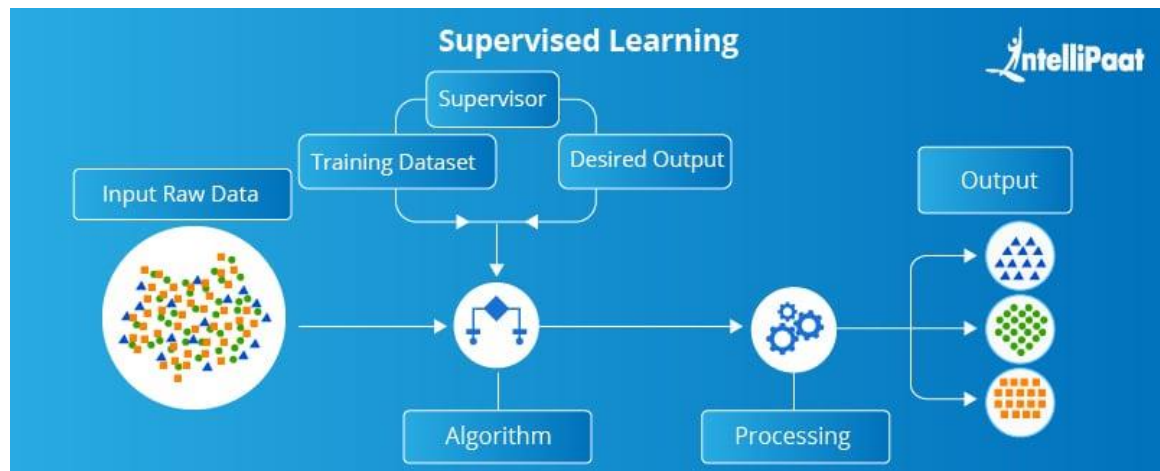 Supervised Learning
IntelliPaat
Supervisor
Training Dataset
Desired Output
Input Raw Data
Output
Algorithm
Processing